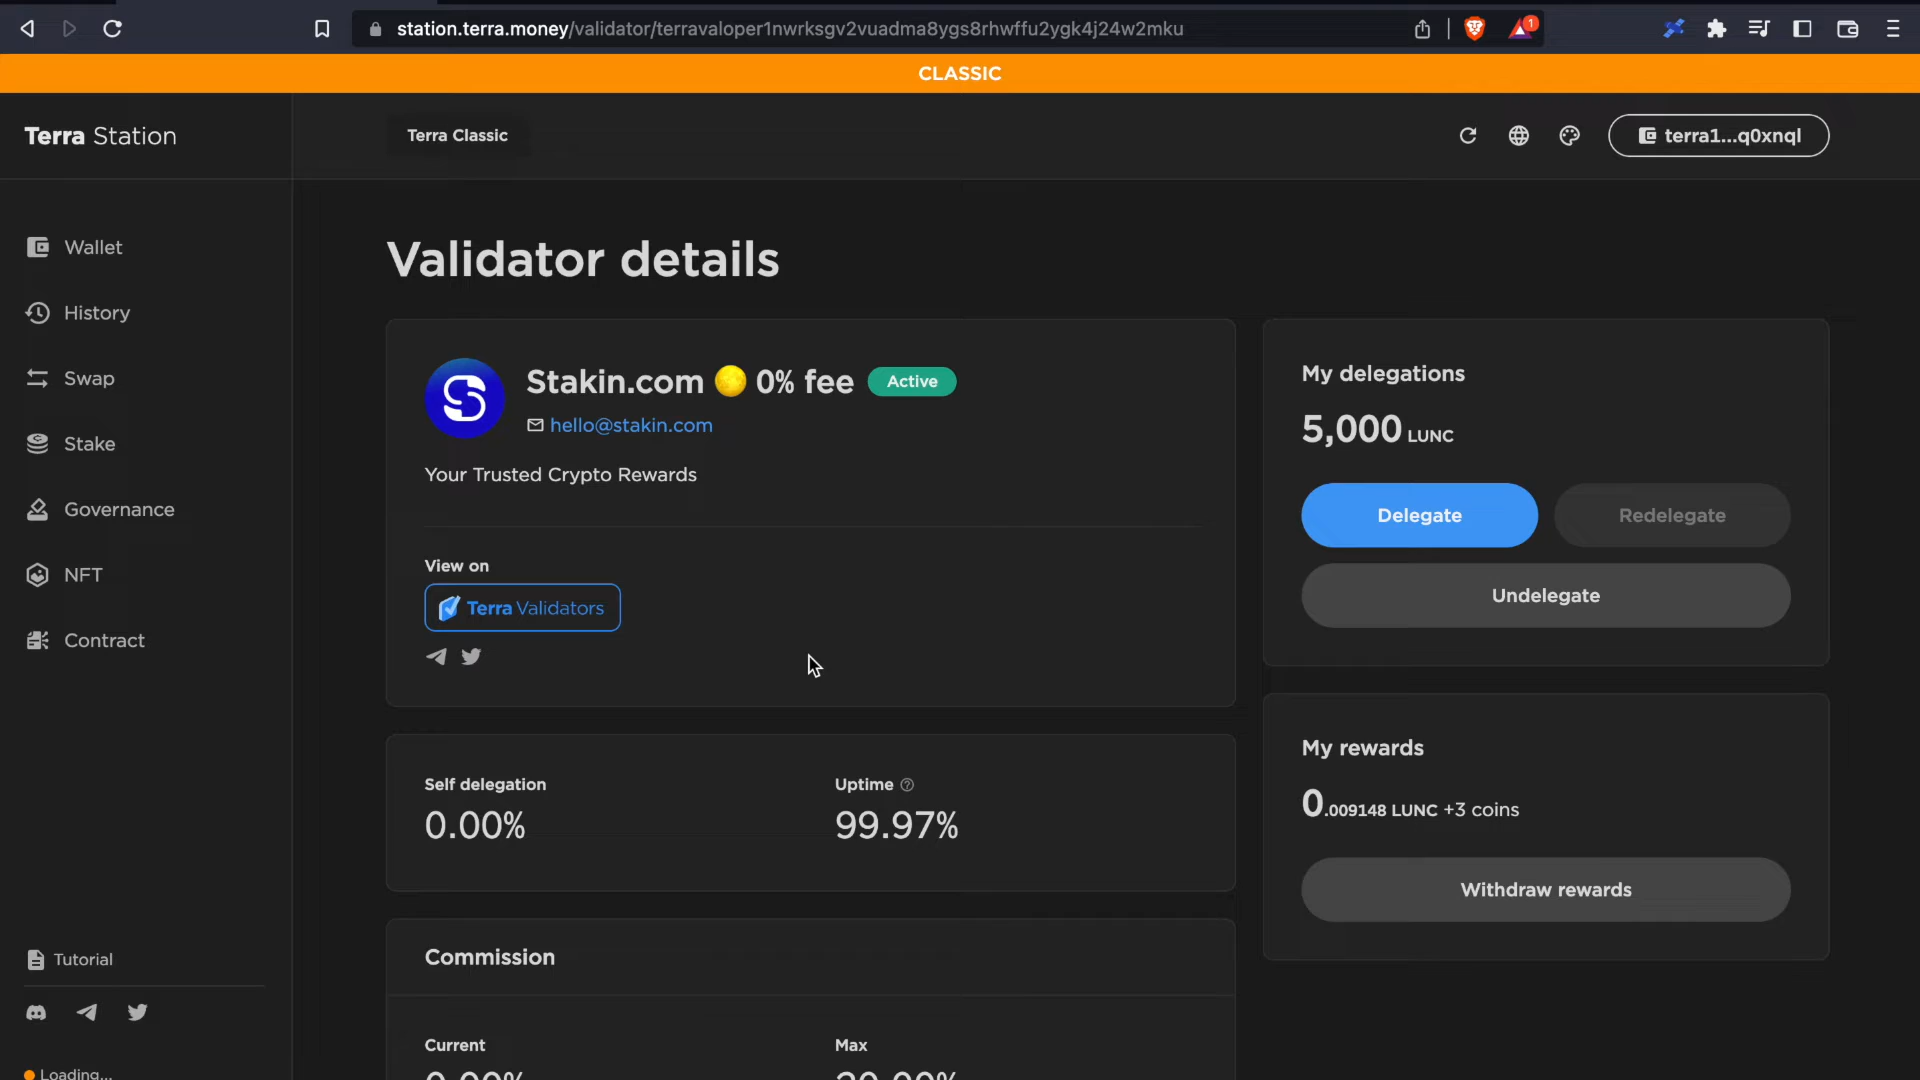 station.terra.money/validator/terravaloper1nwrksgv2vuadma8ygs8rhwffu2ygk4j24w2mku
1
CLASSIC
Terra Station
Terra Classic
terra1...q0xnql
Wallet
History
Swap
Stake
Governance
NFT
Contract
Tutorial
Loading...
Validator details
Stakin.com 0% fee Active
hello@stakin.com
Your Trusted Crypto Rewards
View on
Terra Validators
Self delegation
0.00%
Uptime
99.97%
Commission
Current
0.00%
Max
My delegations
5,000 LUNC
Delegate
Redelegate
Undelegate
My rewards
0.009148 LUNC +3 coins
Withdraw rewards